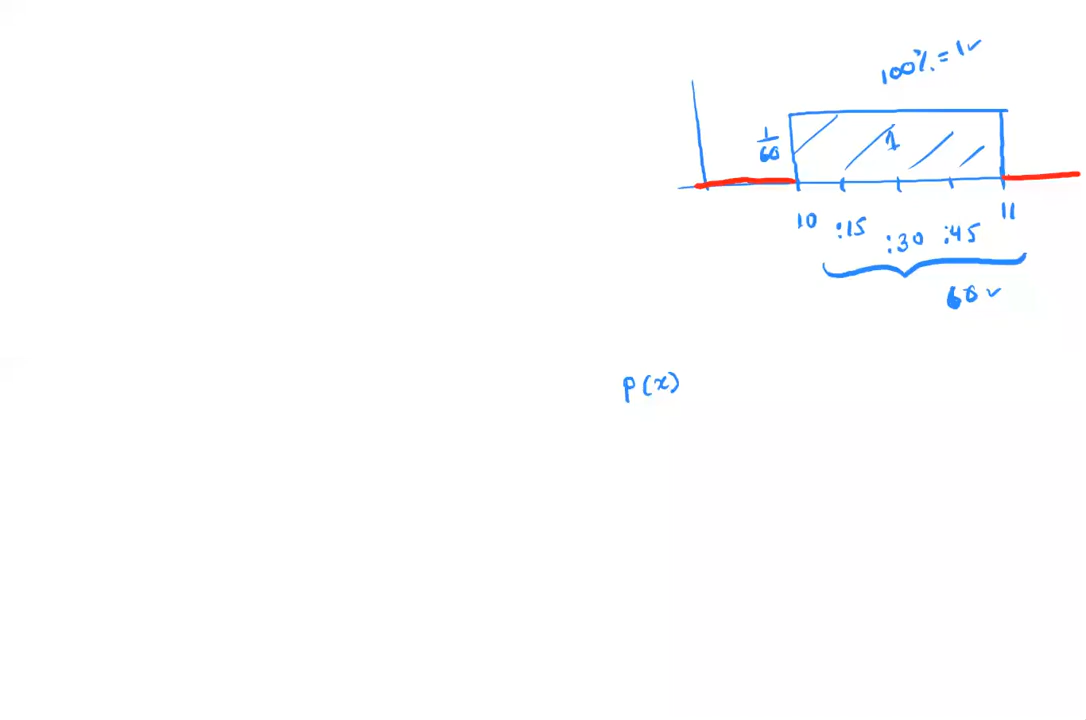 100% = 1 ✓
1/60
1
10 :15 :30 :45 11
60 ✓
P(x)